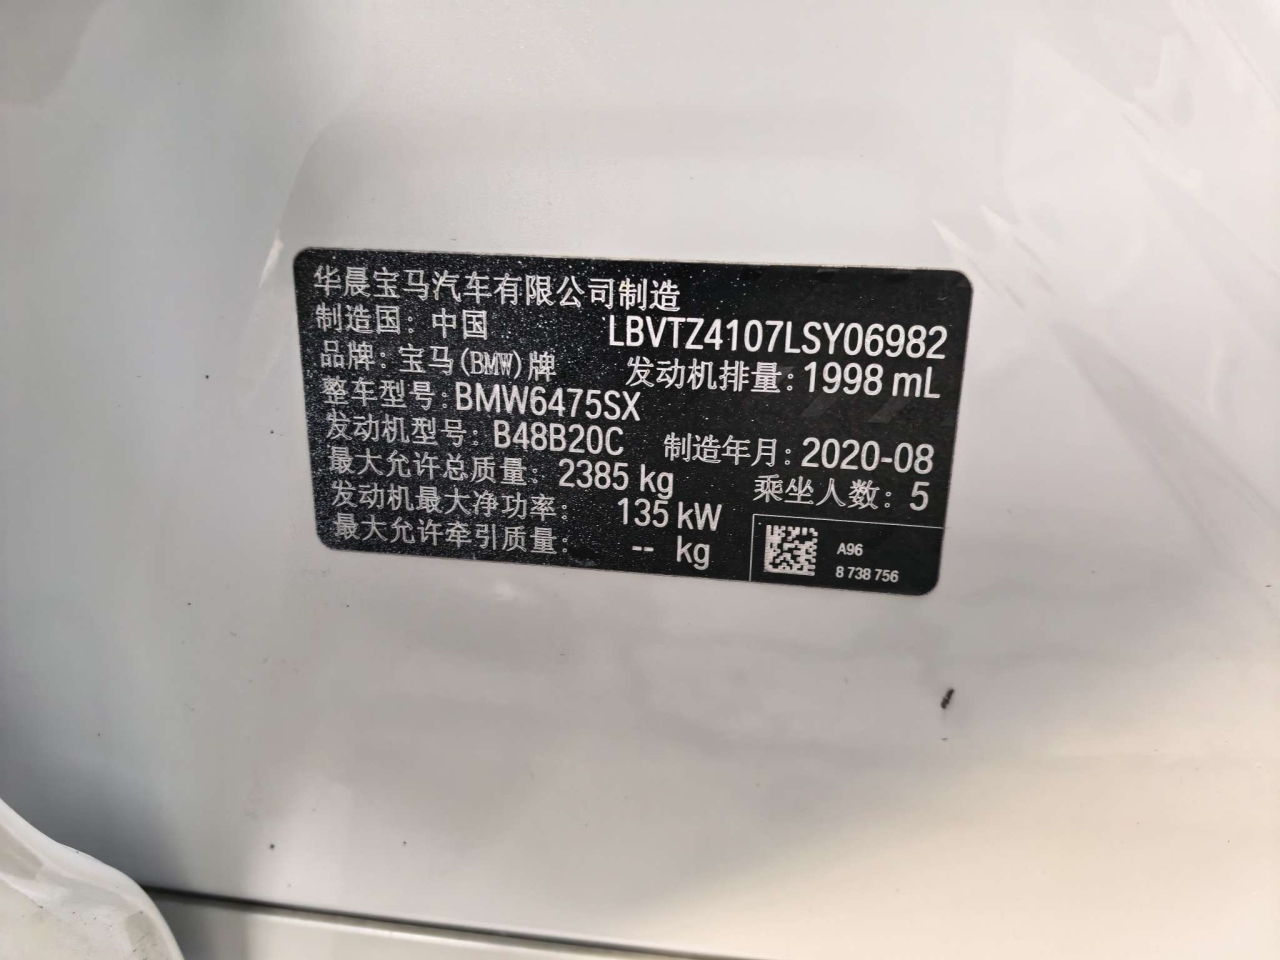 华晨宝马汽车有限公司制造
制造国：中国
LBVTZ4107LSY06982
品牌：宝马(BMW)牌
发动机排量：1998 mL
整车型号：BMW6475SX
发动机型号：B48B20C
制造年月：2020-08
最大允许总质量：2385 kg
乘坐人数：5
发动机最大净功率：135 kW
最大允许牵引质量：-- kg
A96
8 738 756